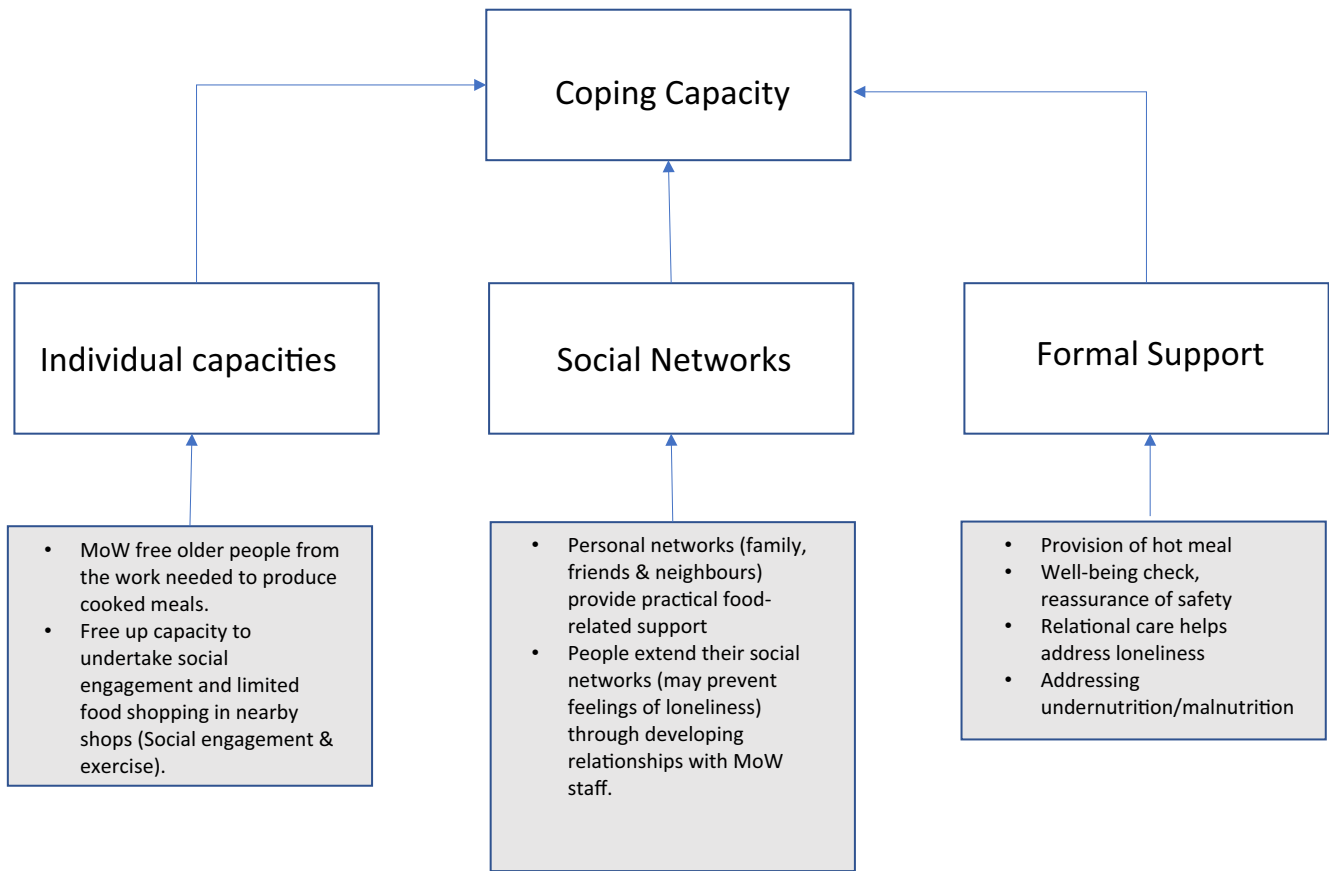 Coping Capacity
Individual capacities
Social Networks
Formal Support
• MoW free older people from
the work needed to produce
cooked meals.
• Free up capacity to
undertake social
engagement and limited
food shopping in nearby
shops (Social engagement &
exercise).
• Personal networks (family,
friends & neighbours)
provide practical food-
related support
• People extend their social
networks (may prevent
feelings of loneliness)
through developing
relationships with MoW
staff.
• Provision of hot meal
• Well-being check,
reassurance of safety
• Relational care helps
address loneliness
• Addressing
undernutrition/malnutrition